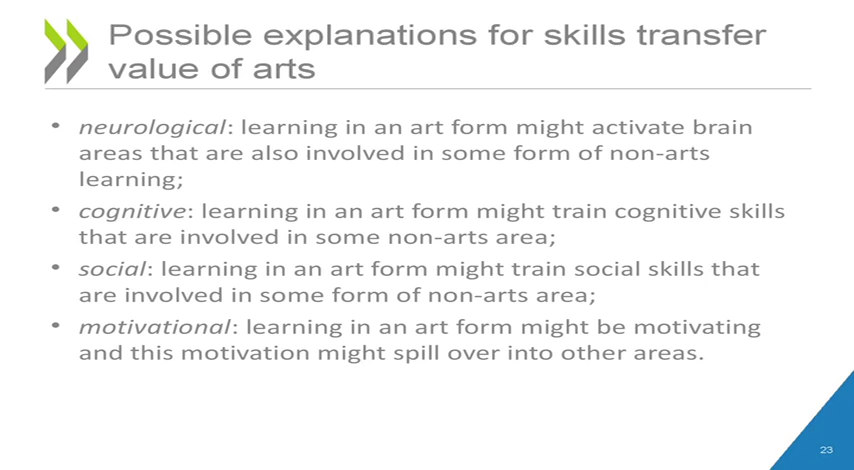 Possible explanations for skills transfer
value of arts
• neurological: learning in an art form might activate brain
areas that are also involved in some form of non-arts
learning;
• cognitive: learning in an art form might train cognitive skills
that are involved in some non-arts area;
• social: learning in an art form might train social skills that
are involved in some form of non-arts area;
• motivational: learning in an art form might be motivating
and this motivation might spill over into other areas.
23